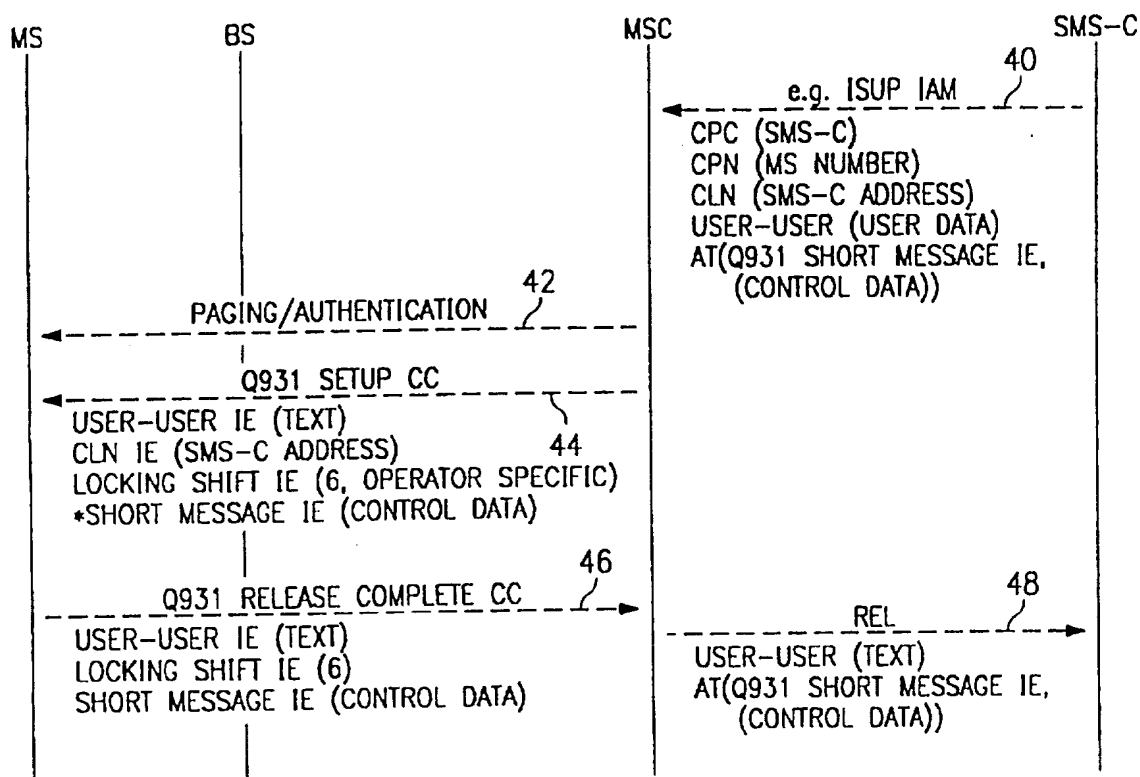 MS BS MSC SMS-C
40
e.g. ISUP IAM
CPC (SMS-C)
CPN (MS NUMBER)
CLN (SMS-C ADDRESS)
USER-USER (USER DATA)
AT(Q931 SHORT MESSAGE IE,
(CONTROL DATA))
42
PAGING/AUTHENTICATION
Q931 SETUP CC
44
USER-USER IE (TEXT)
CLN IE (SMS-C ADDRESS)
LOCKING SHIFT IE (6, OPERATOR SPECIFIC)
*SHORT MESSAGE IE (CONTROL DATA)
46
Q931 RELEASE COMPLETE CC
USER-USER IE (TEXT)
LOCKING SHIFT IE (6)
SHORT MESSAGE IE (CONTROL DATA)
48
REL
USER-USER (TEXT)
AT(Q931 SHORT MESSAGE IE,
(CONTROL DATA))